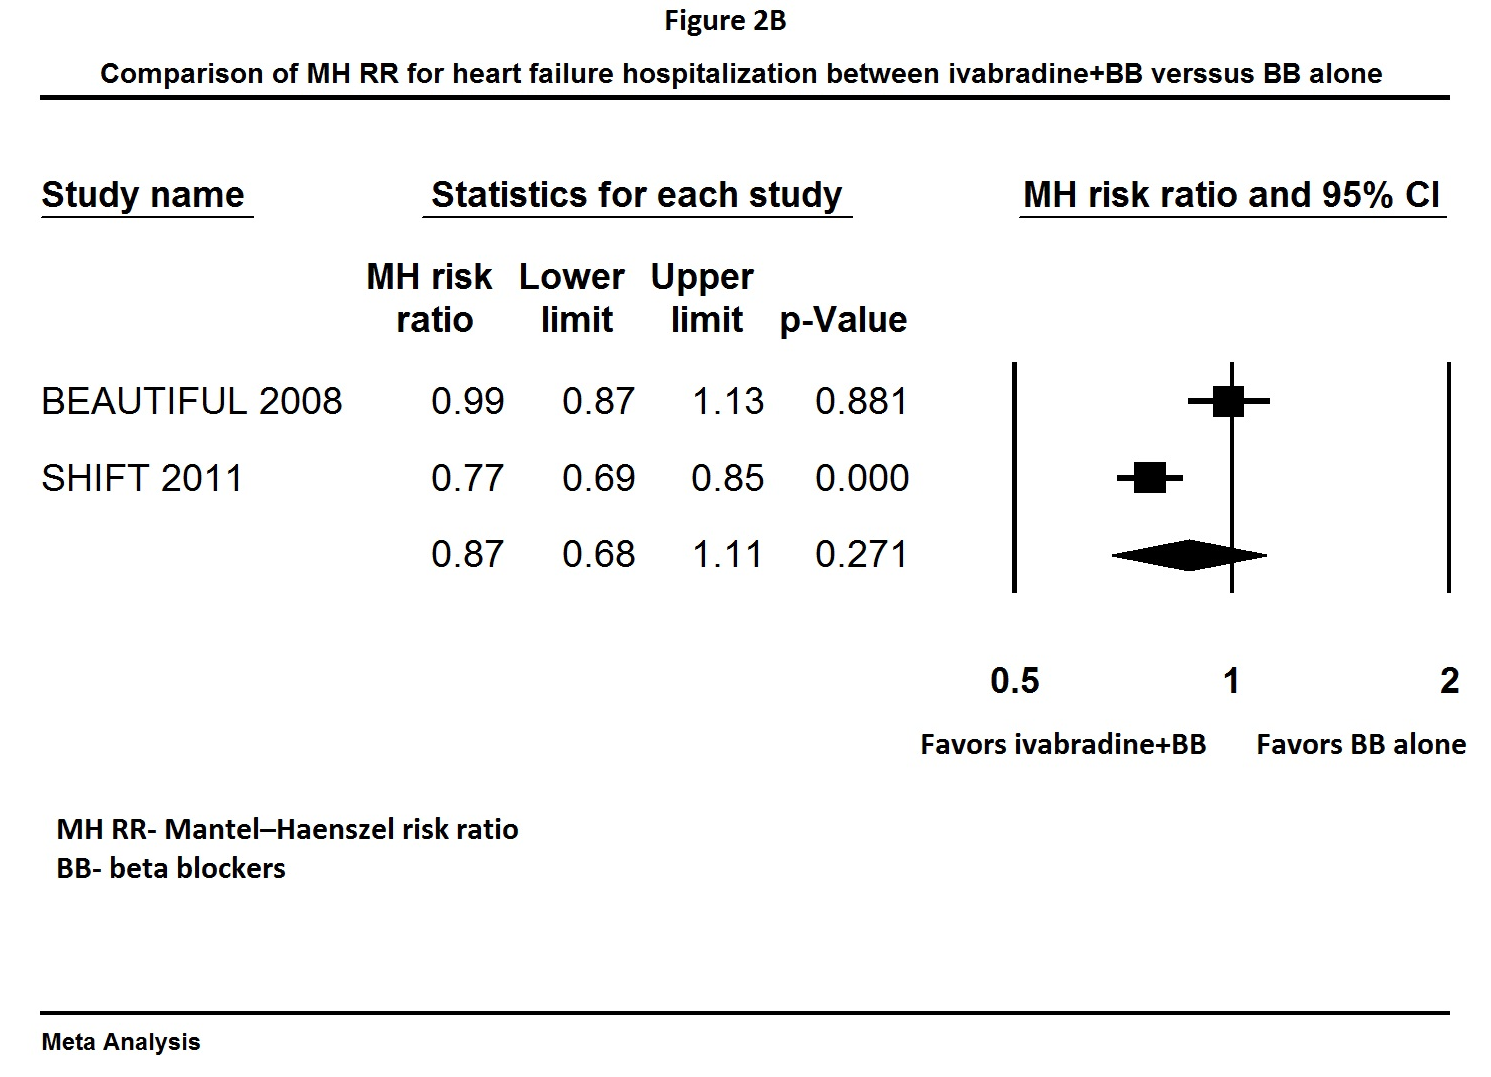 Figure 2B
Comparison of MH RR for heart failure hospitalization between ivabradine+BB verssus BB alone
Study name Statistics for each study MH risk ratio and 95% CI
MH risk Lower Upper
ratio limit limit p-Value
BEAUTIFUL 2008 0.99 0.87 1.13 0.881
SHIFT 2011 0.77 0.69 0.85 0.000
0.87 0.68 1.11 0.271
0.5 1 2
Favors ivabradine+BB Favors BB alone
MH RR- Mantel–Haenszel risk ratio
BB- beta blockers
Meta Analysis